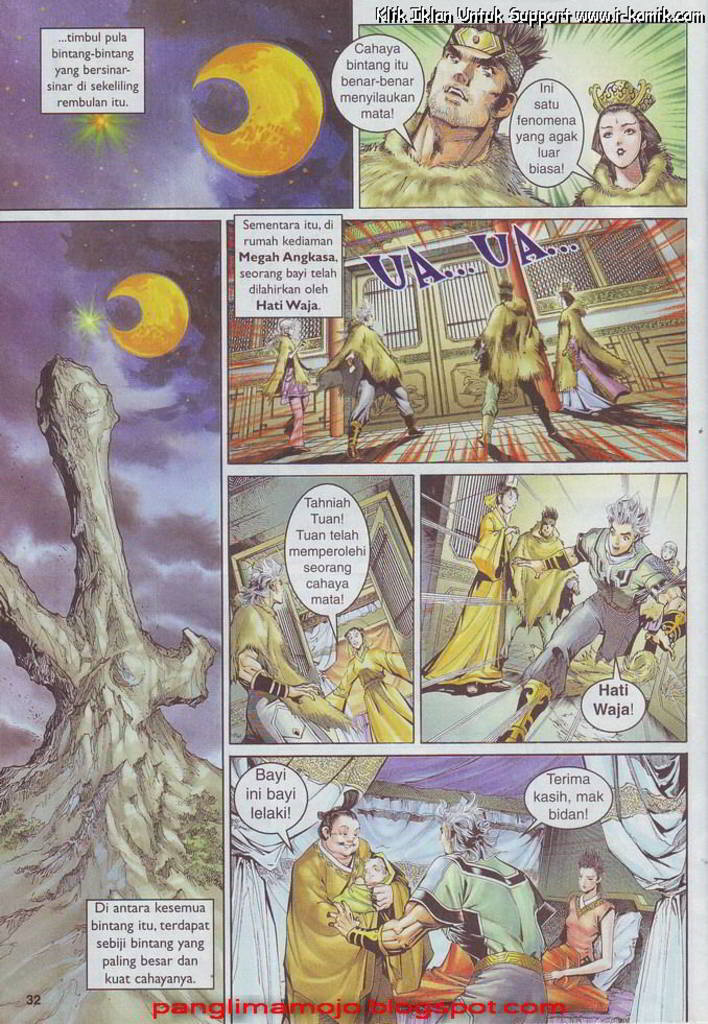 Klik Iklan Untuk Support www.i-komik.com
...timbul pula
bintang-bintang
yang bersinar-
sinar di sekeliling
rembulan itu.
Cahaya
bintang itu
benar-benar
menyilaukan
mata!
Ini
satu
fenomena
yang agak
luar
biasa!
Sementara itu, di
rumah kediaman
Megah Angkasa,
seorang bayi telah
dilahirkan oleh
Hati Waja.
UA... UA...
Tahniah
Tuan!
Tuan telah
memperolehi
seorang
cahaya
mata!
Hati
Waja!
Bayi
ini bayi
lelaki!
Terima
kasih, mak
bidan!
Di antara kesemua
bintang itu, terdapat
sebiji bintang yang
paling besar dan
kuat cahayanya.
32
panglimamojo.blogspot.com